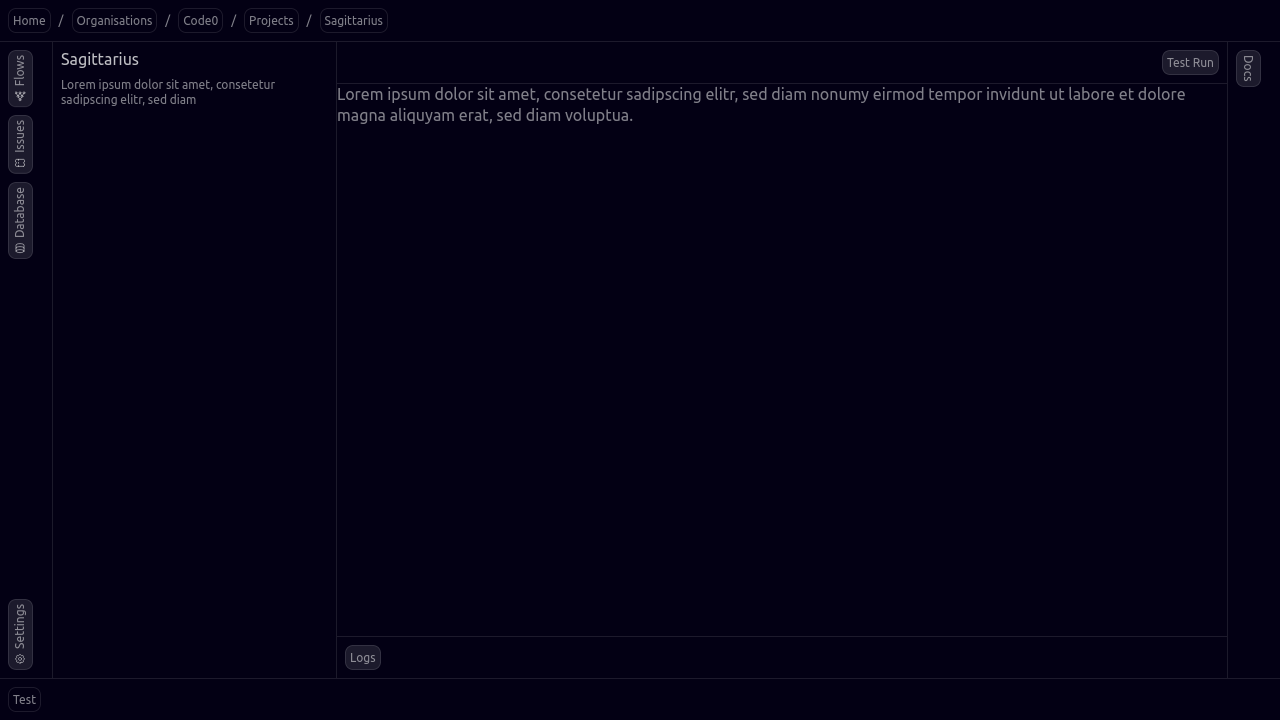 Home / Organisations / Code0 / Projects / Sagittarius
Flows
Issues
Database
Settings
Sagittarius
Lorem ipsum dolor sit amet, consetetur
sadipscing elitr, sed diam
Test Run
Lorem ipsum dolor sit amet, consetetur sadipscing elitr, sed diam nonumy eirmod tempor invidunt ut labore et dolore
magna aliquyam erat, sed diam voluptua.
Logs
Docs
Test